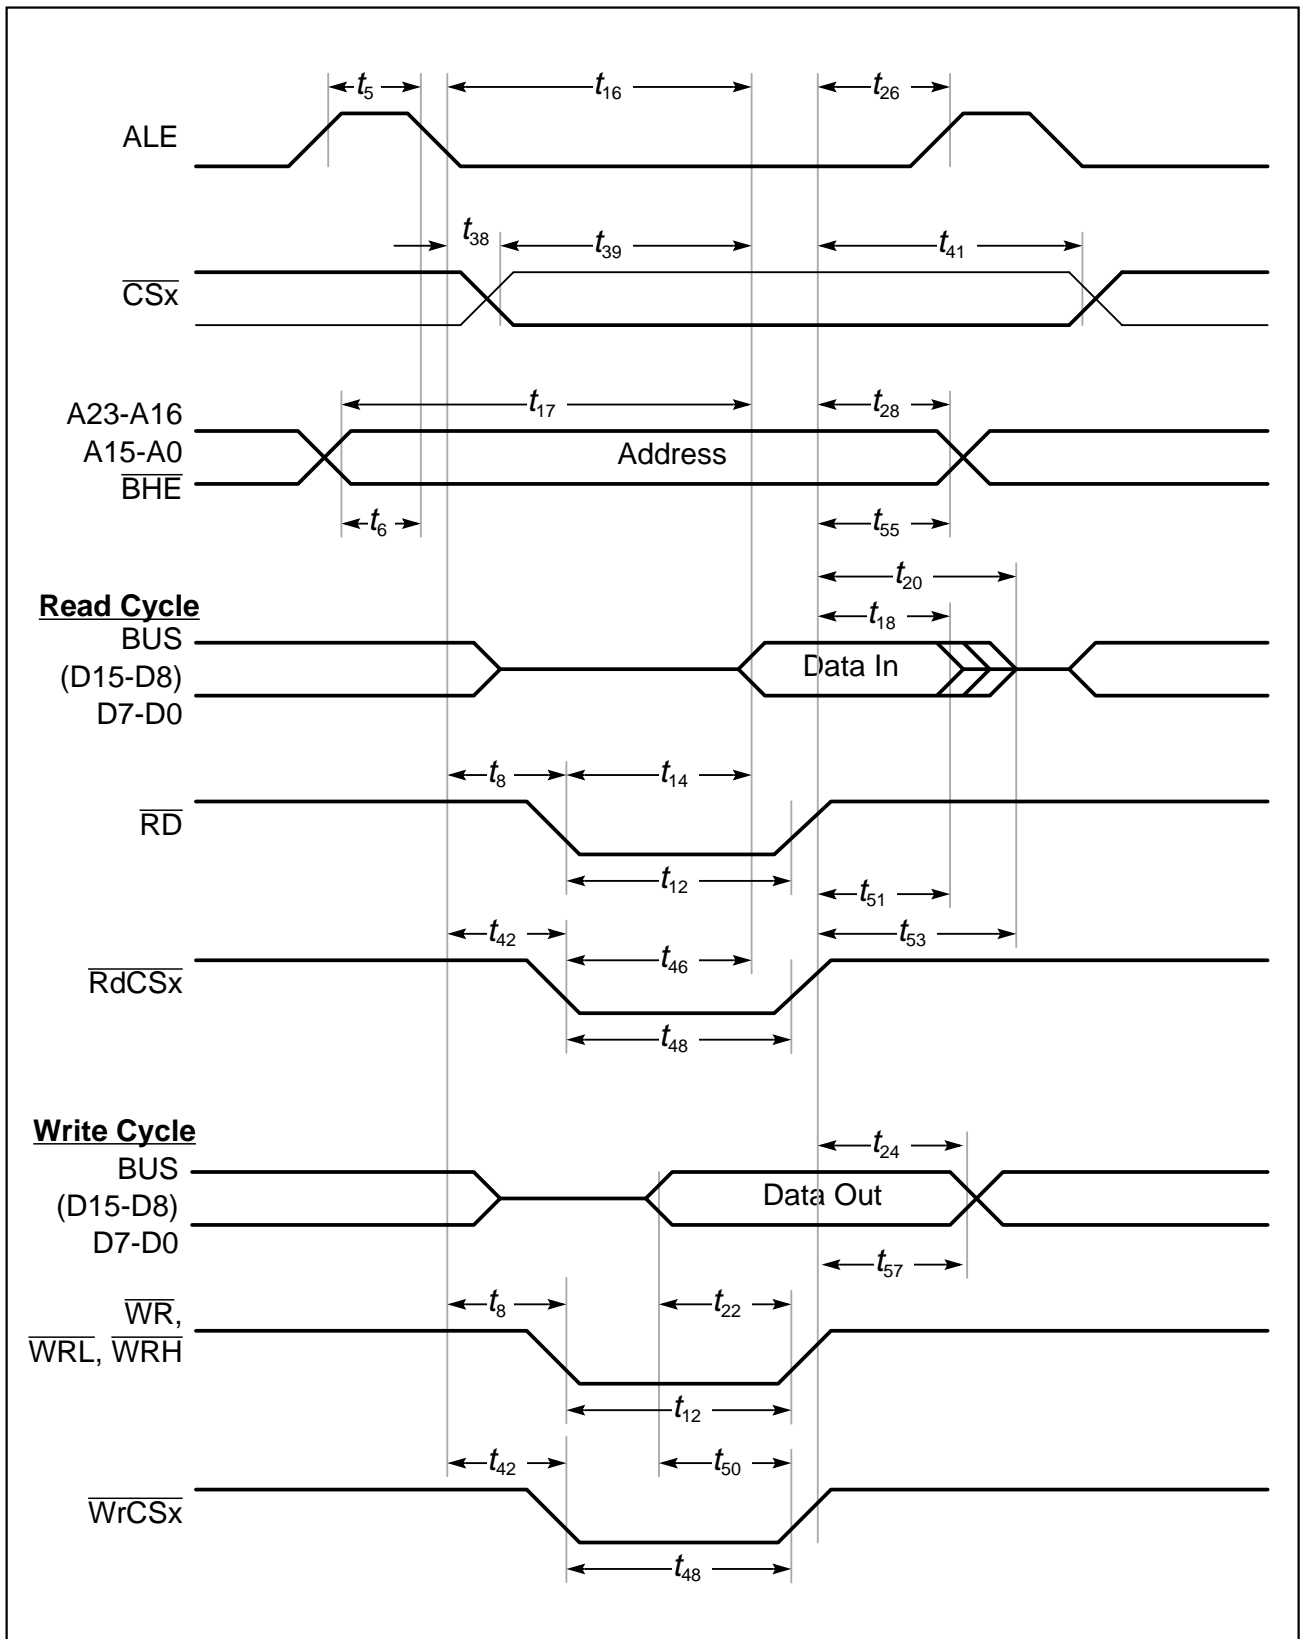 t5 t16 t26
ALE
t38 t39 t41
CSx
t17 t28
A23-A16
A15-A0
BHE
Address
t6 t55
t20
Read Cycle
t18
BUS
(D15-D8)
D7-D0
Data In
t8 t14
RD
t12 t51
t42 t46 t53
RdCSx
t48
Write Cycle
t24
BUS
(D15-D8)
D7-D0
Data Out
t57
t8 t22
WR,
WRL, WRH
t12
t42 t50
WrCSx
t48